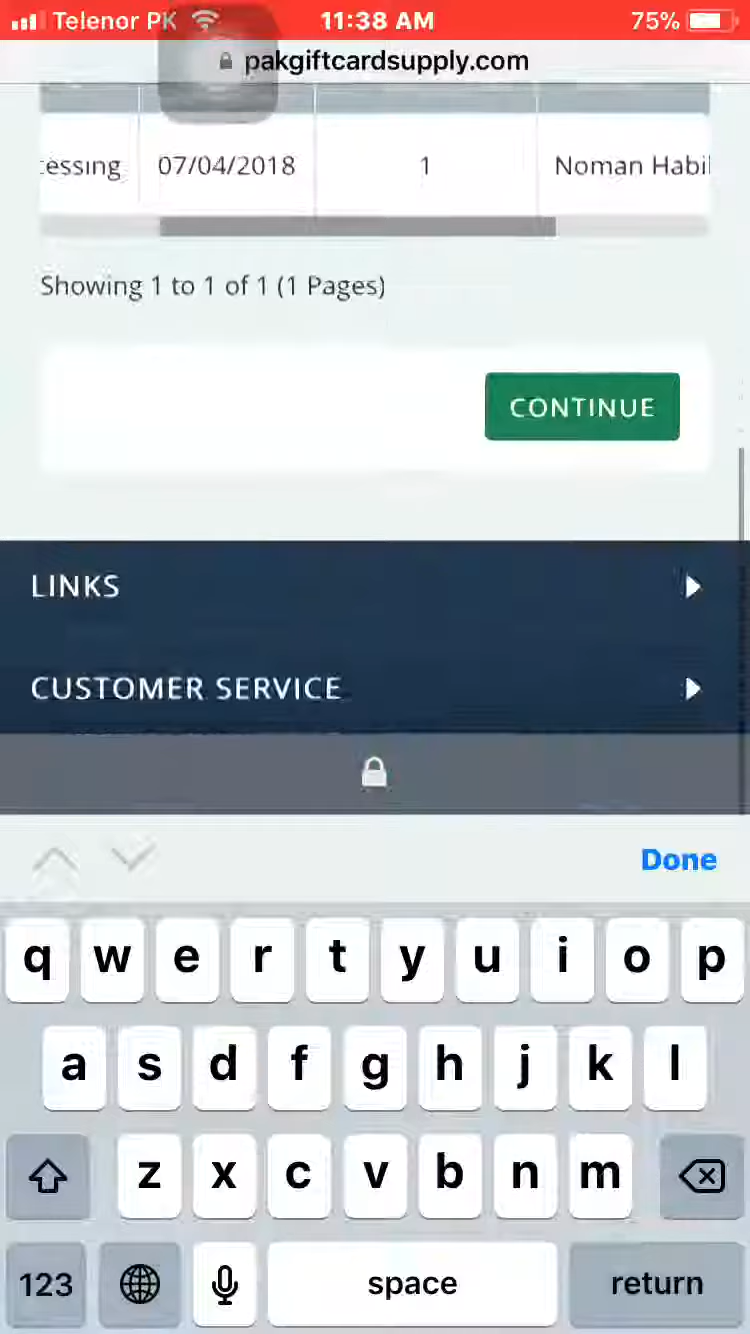 Telenor PK 11:38 AM 75%
pakgiftcardsupply.com
essing 07/04/2018 1 Noman Habi
Showing 1 to 1 of 1 (1 Pages)
CONTINUE
LINKS
CUSTOMER SERVICE
Done
q w e r t y u i o p
a s d f g h j k l
z x c v b n m
123 space return